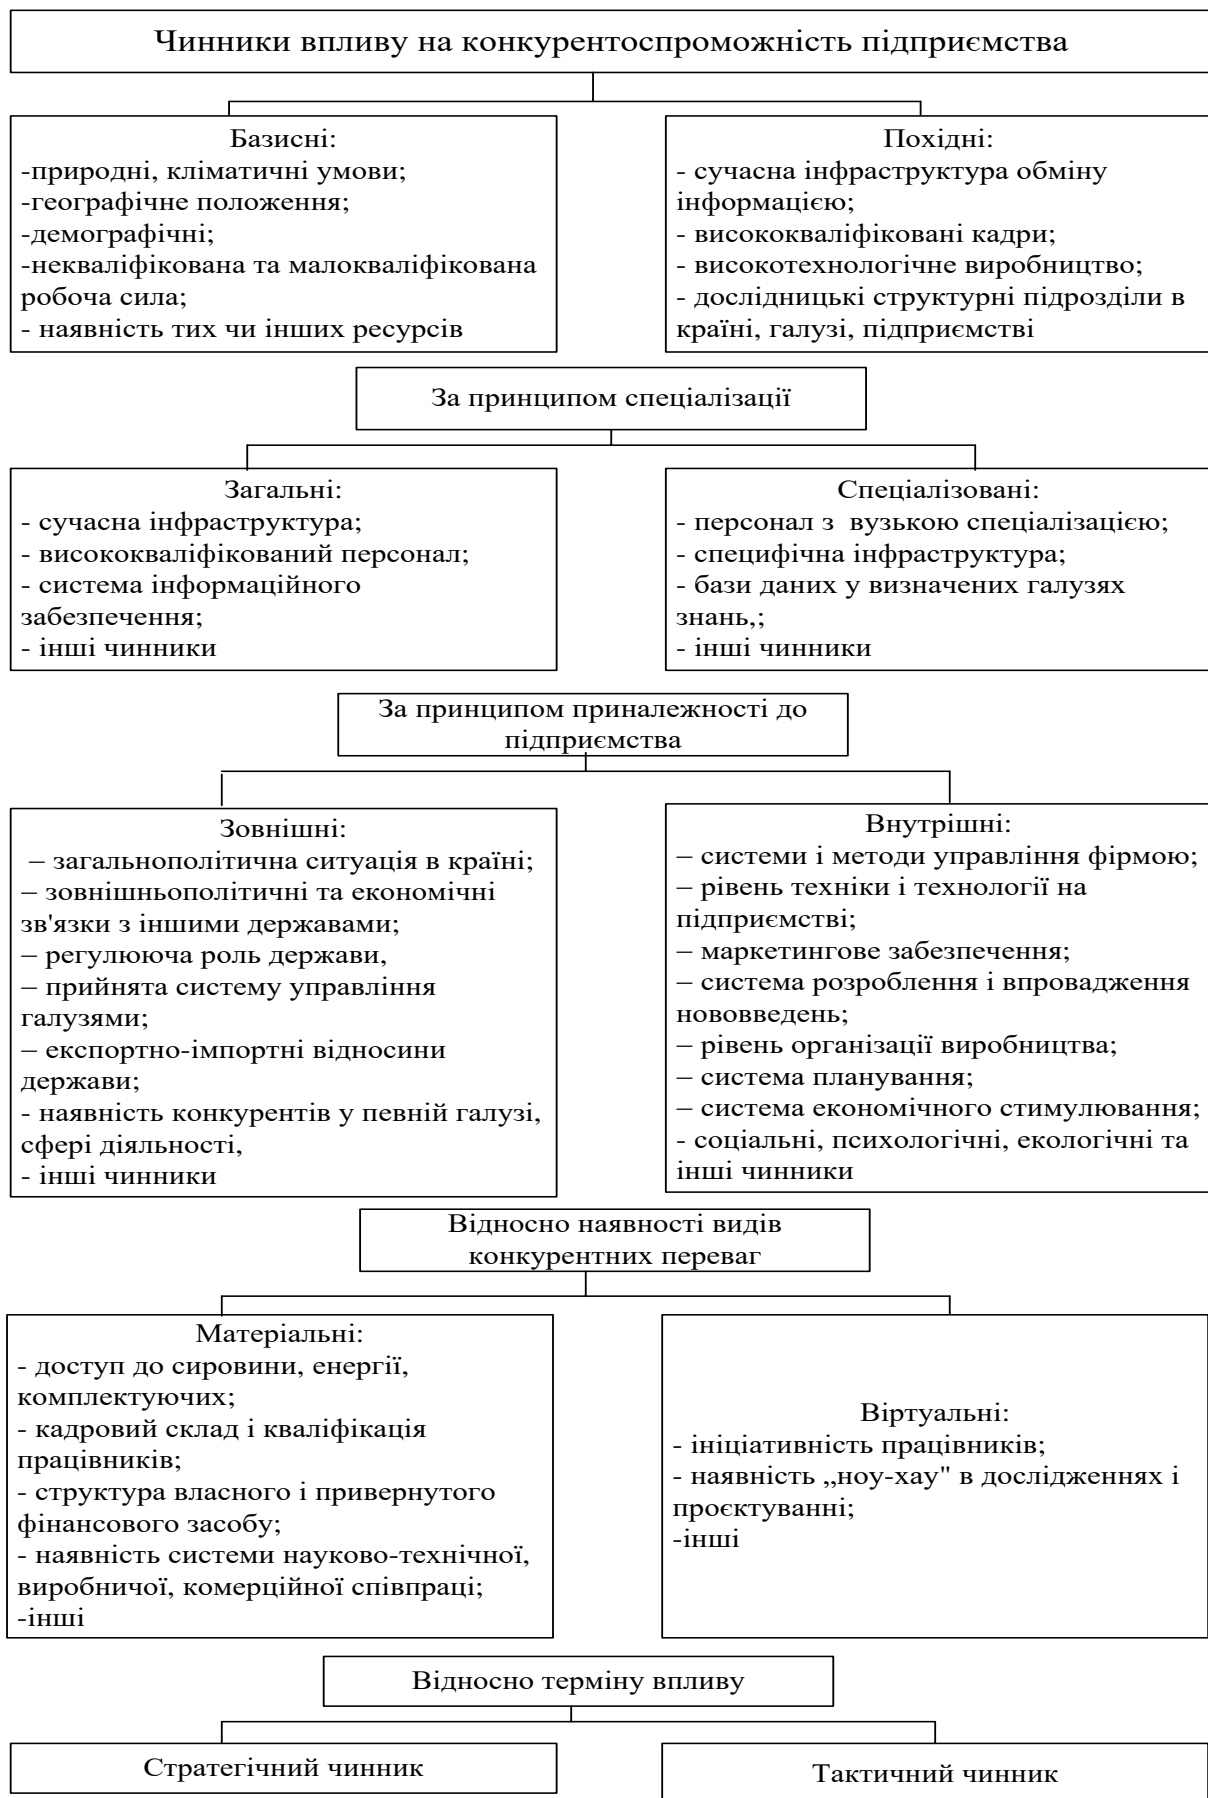 Чинники впливу на конкурентоспроможність підприємства
Базисні:
-природні, кліматичні умови;
-географічне положення;
-демографічні;
-некваліфікована та малокваліфікована
робоча сила;
- наявність тих чи інших ресурсів
Похідні:
- сучасна інфраструктура обміну
інформацією;
- висококваліфіковані кадри;
- високотехнологічне виробництво;
- дослідницькі структурні підрозділи в
країні, галузі, підприємстві
За принципом спеціалізації
Загальні:
- сучасна інфраструктура;
- висококваліфікований персонал;
- система інформаційного
забезпечення;
- інші чинники
Спеціалізовані:
- персонал з  вузькою спеціалізацією;
- специфічна інфраструктура;
- бази даних у визначених галузях
знань,;
- інші чинники
За принципом приналежності до
підприємства
Зовнішні:
– загальнополітична ситуація в країні;
– зовнішньополітичні та економічні
зв'язки з іншими державами;
– регулююча роль держави,
– прийнята систему управління
галузями;
– експортно-імпортні відносини
держави;
- наявність конкурентів у певній галузі,
сфері діяльності,
- інші чинники
Внутрішні:
– системи і методи управління фірмою;
– рівень техніки і технології на
підприємстві;
– маркетингове забезпечення;
– система розроблення і впровадження
нововведень;
– рівень організації виробництва;
– система планування;
– система економічного стимулювання;
- соціальні, психологічні, екологічні та
інші чинники
Відносно наявності видів
конкурентних переваг
Матеріальні:
- доступ до сировини, енергії,
комплектуючих;
- кадровий склад і кваліфікація
працівників;
- структура власного і привернутого
фінансового засобу;
- наявність системи науково-технічної,
виробничої, комерційної співпраці;
-інші
Віртуальні:
- ініціативність працівників;
- наявність „ноу-хау" в дослідженнях і
проєктуванні;
-інші
Відносно терміну впливу
Стратегічний чинник
Тактичний чинник